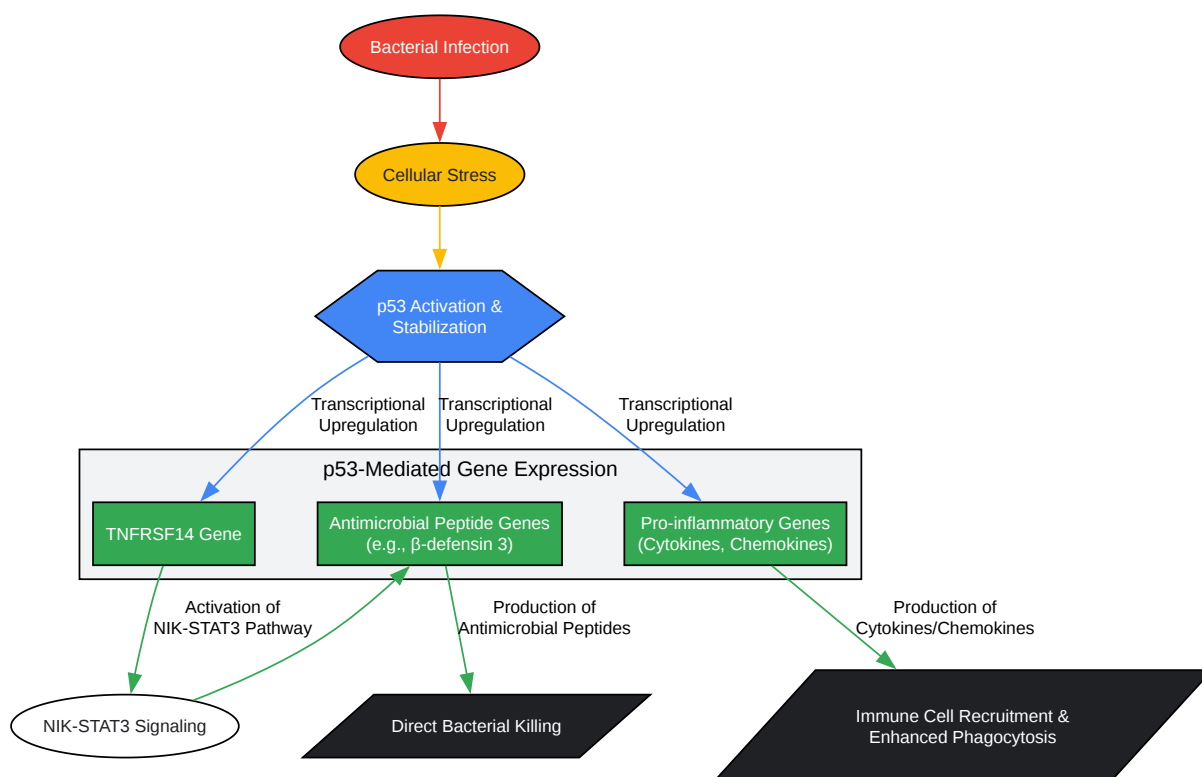 Bacterial Infection
Cellular Stress
p53 Activation &
Stabilization
Transcriptional
Upregulation
Transcriptional
Upregulation
Transcriptional
Upregulation
p53-Mediated Gene Expression
TNFRSF14 Gene
Antimicrobial Peptide Genes
(e.g., β-defensin 3)
Pro-inflammatory Genes
(Cytokines, Chemokines)
Activation of
NIK-STAT3 Pathway
Production of
Antimicrobial Peptides
Production of
Cytokines/Chemokines
NIK-STAT3 Signaling
Direct Bacterial Killing
Immune Cell Recruitment &
Enhanced Phagocytosis